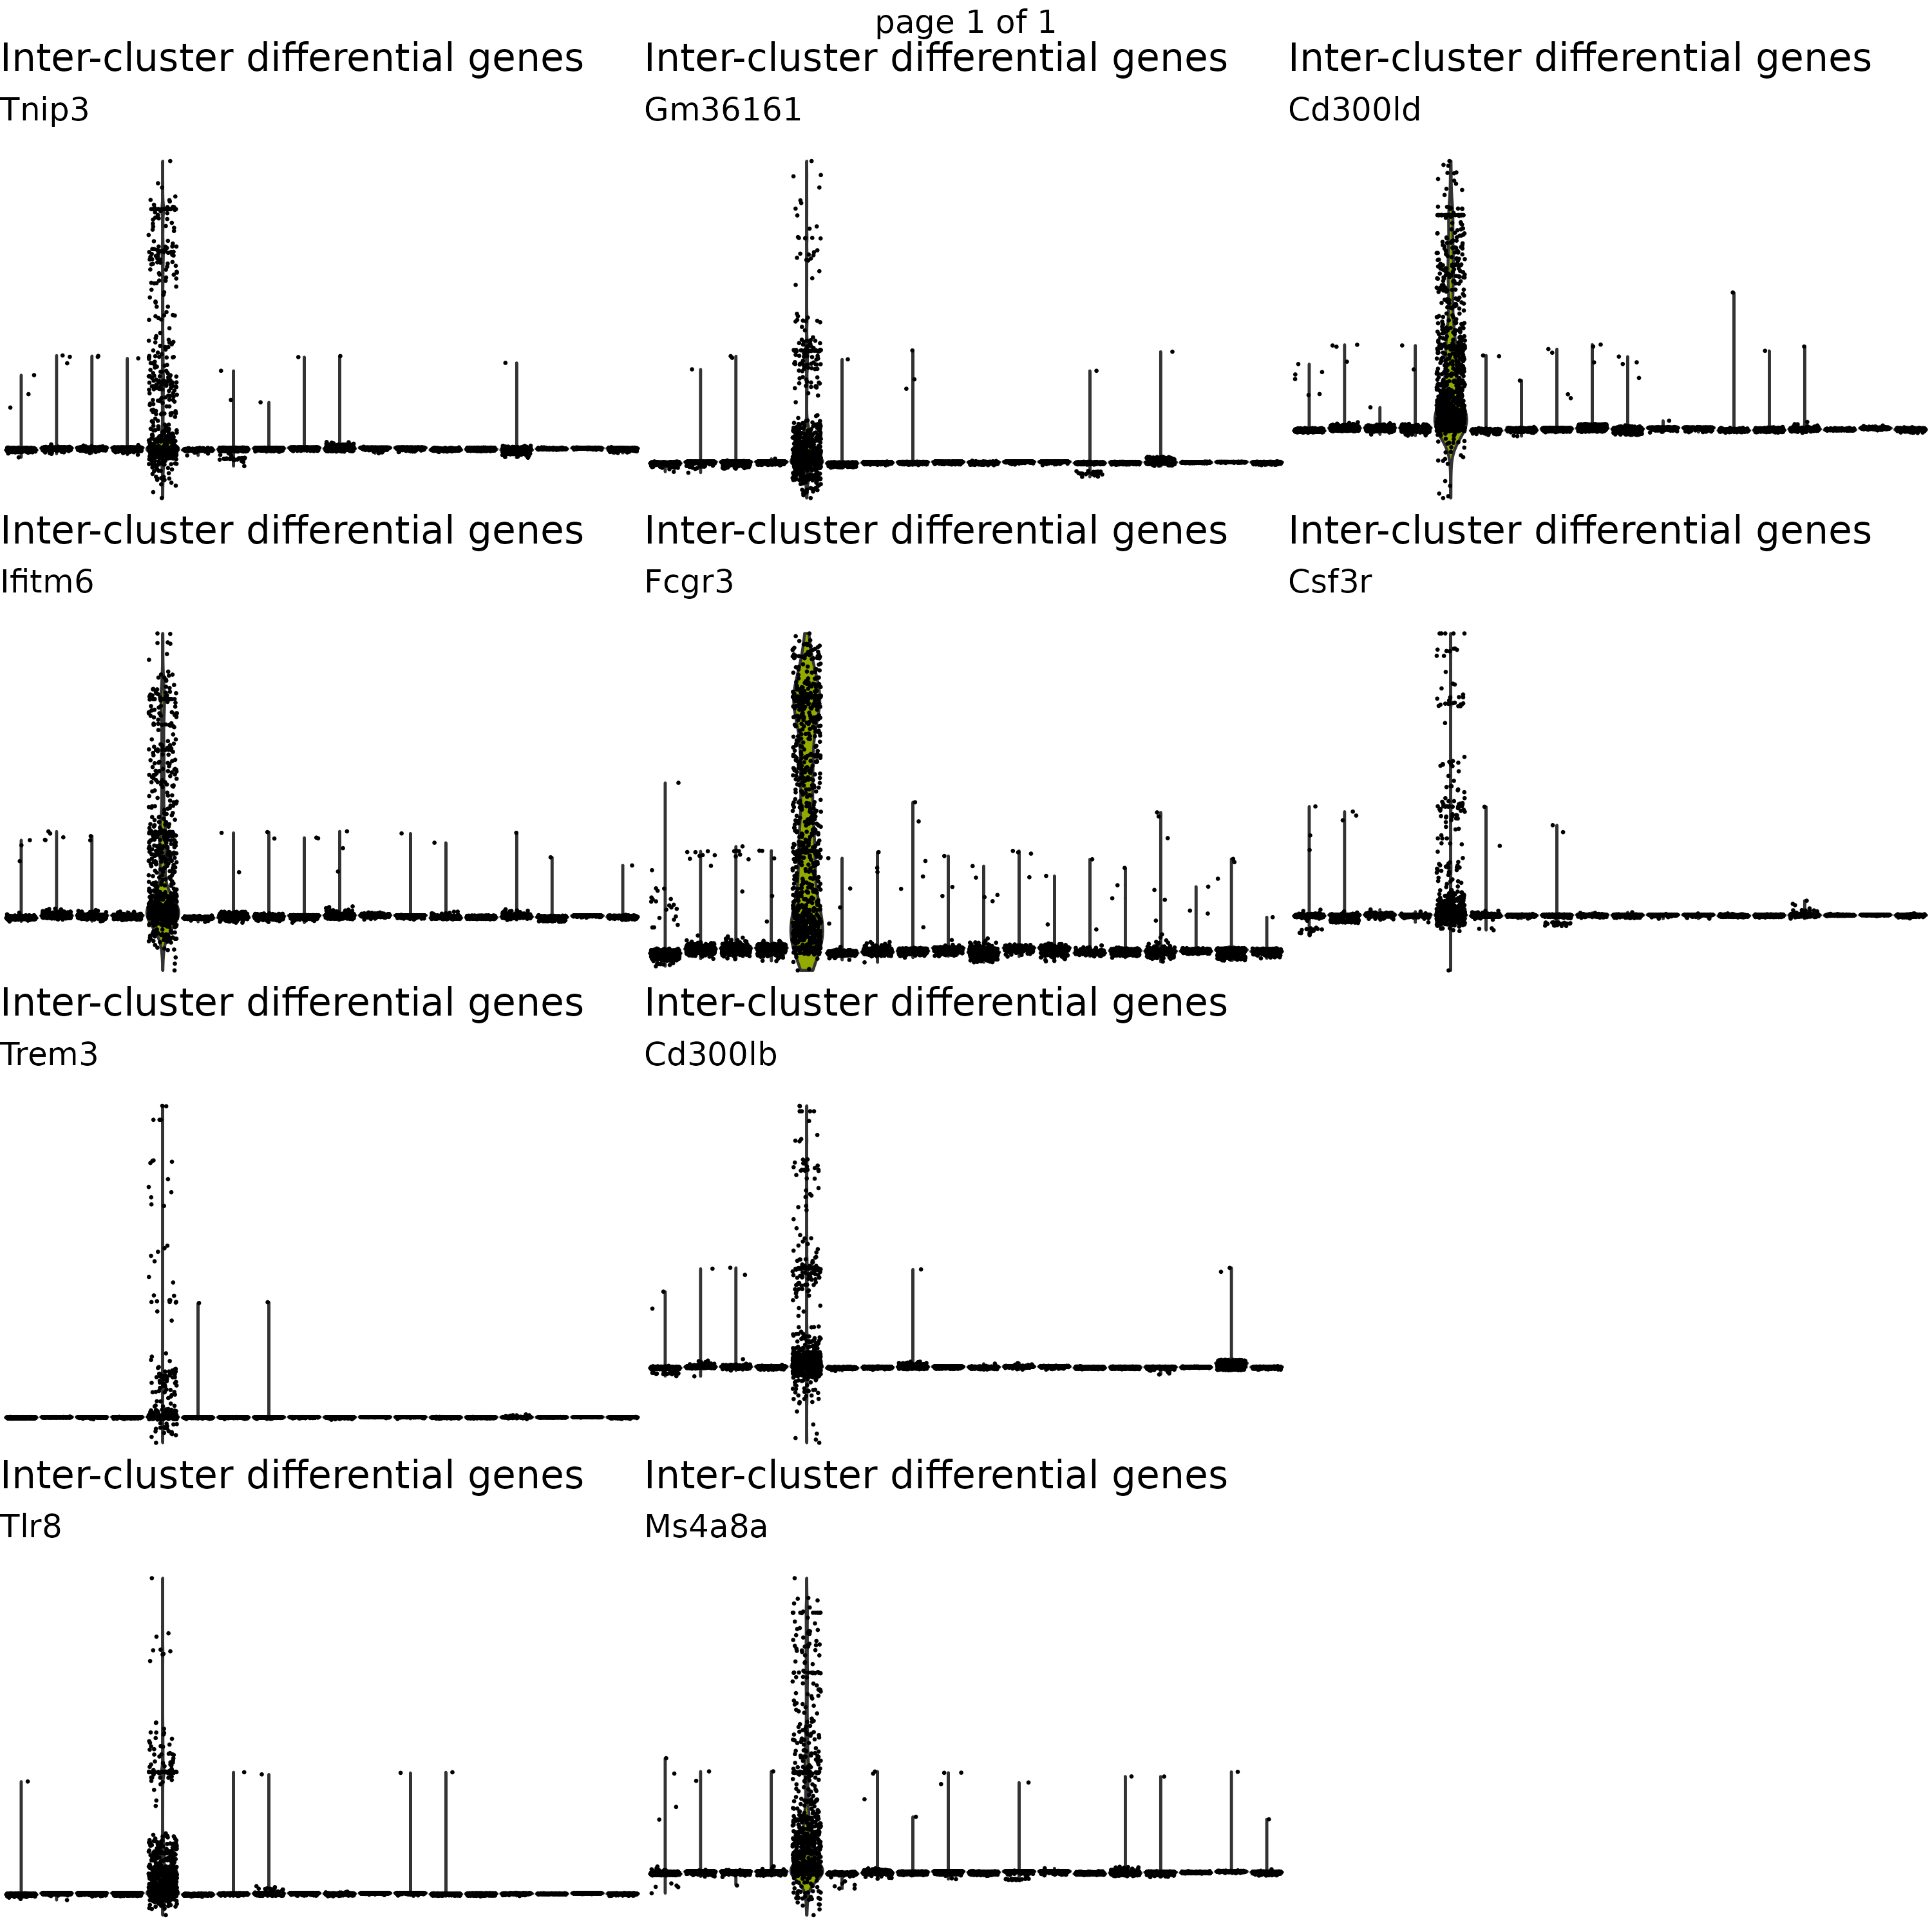 page 1 of 1
Inter-cluster differential genes
Tnip3
Inter-cluster differential genes
Gm36161
Inter-cluster differential genes
Cd300ld
Inter-cluster differential genes
Ifitm6
Inter-cluster differential genes
Fcgr3
Inter-cluster differential genes
Csf3r
Inter-cluster differential genes
Trem3
Inter-cluster differential genes
Cd300lb
Inter-cluster differential genes
Tlr8
Inter-cluster differential genes
Ms4a8a